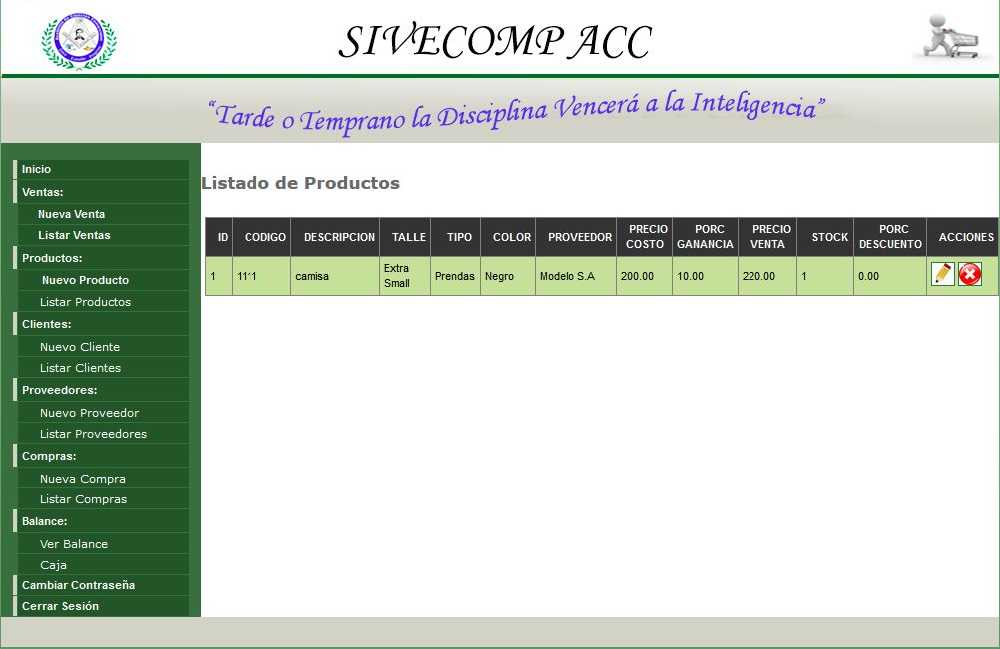 SIVECOMP ACC
“Tarde o Temprano la Disciplina Vencerá a la Inteligencia”
Inicio
Ventas:
Nueva Venta
Listar Ventas
Productos:
Nuevo Producto
Listar Productos
Clientes:
Nuevo Cliente
Listar Clientes
Proveedores:
Nuevo Proveedor
Listar Proveedores
Compras:
Nueva Compra
Listar Compras
Balance:
Ver Balance
Caja
Cambiar Contraseña
Cerrar Sesión
Listado de Productos
ID CODIGO DESCRIPCION TALLE TIPO COLOR PROVEEDOR PRECIO COSTO PORC GANANCIA PRECIO VENTA STOCK PORC DESCUENTO ACCIONES
1 1111 camisa Extra Small Prendas Negro Modelo S.A 200.00 10.00 220.00 1 0.00